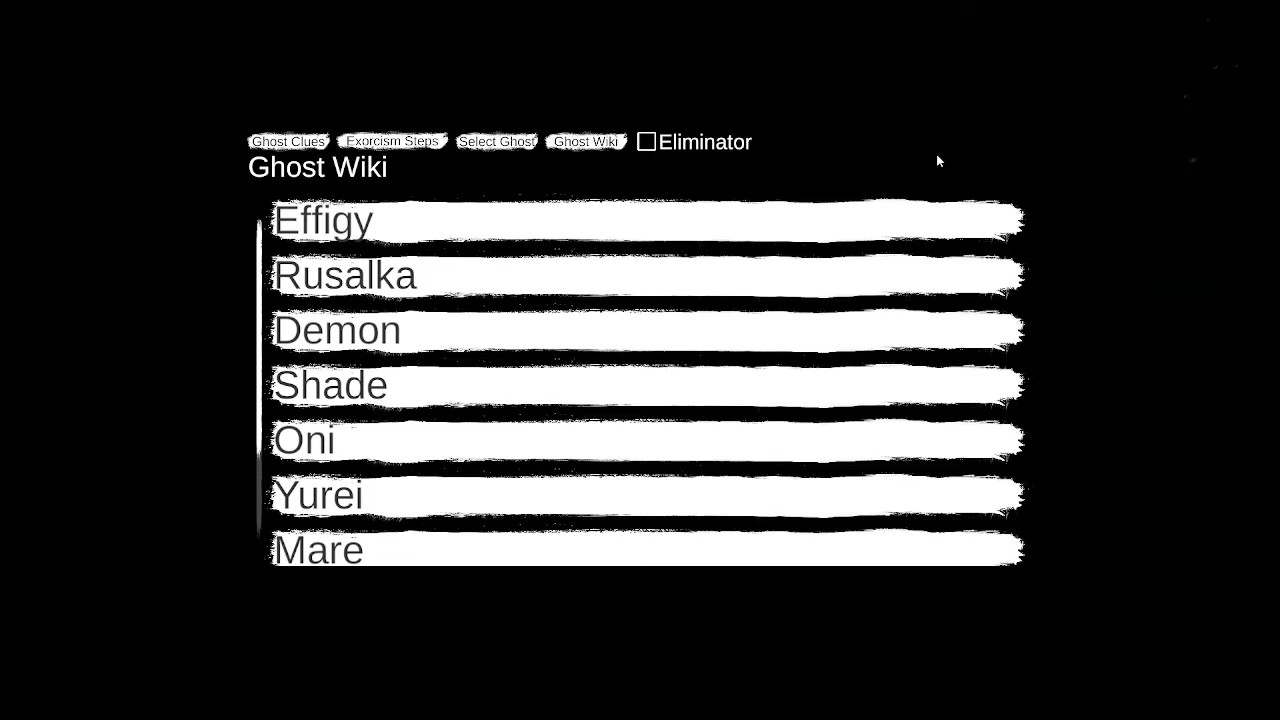 Ghost Clues Exorcism Steps Select Ghost Ghost Wiki Eliminator
Ghost Wiki
Effigy
Rusalka
Demon
Shade
Oni
Yurei
Mare